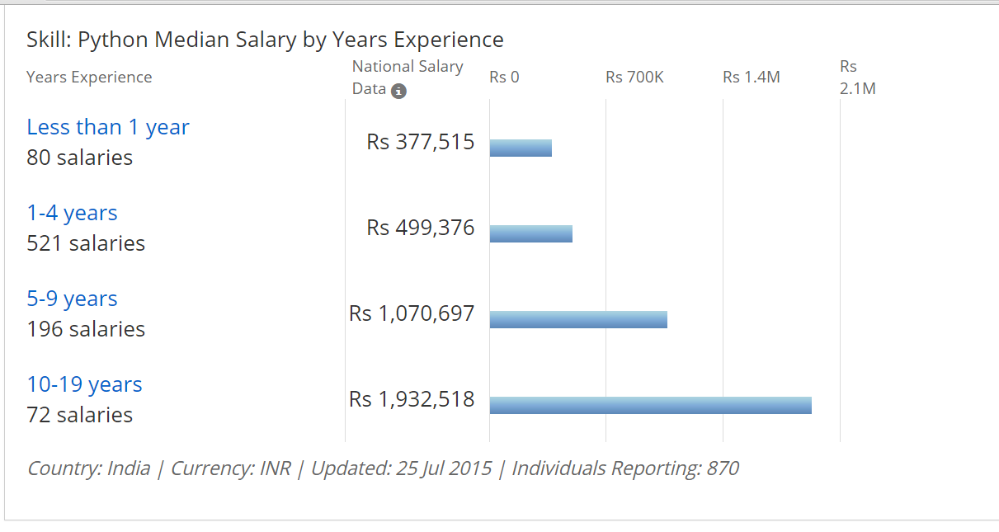 Skill: Python Median Salary by Years Experience
Years Experience
National Salary
Data i
Rs 0
Rs 700K
Rs 1.4M
Rs
2.1M
Less than 1 year
80 salaries
Rs 377,515
1-4 years
521 salaries
Rs 499,376
5-9 years
196 salaries
Rs 1,070,697
10-19 years
72 salaries
Rs 1,932,518
Country: India | Currency: INR | Updated: 25 Jul 2015 | Individuals Reporting: 870